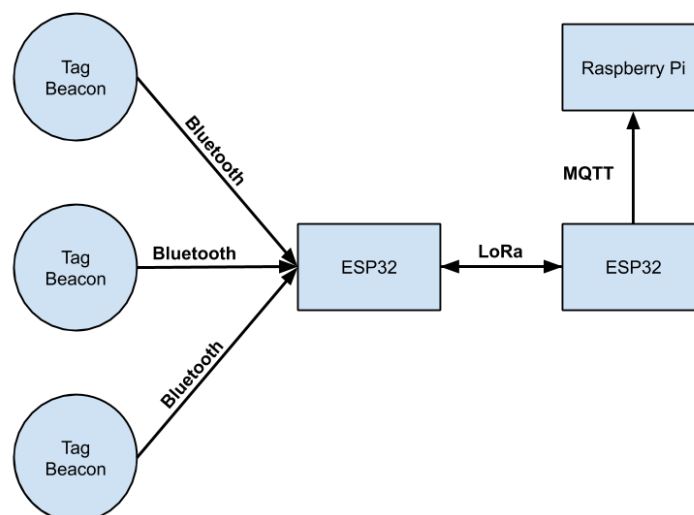 Tag
Beacon
Raspberry Pi
Bluetooth
MQTT
Tag
Beacon
Bluetooth
ESP32
LoRa
ESP32
Bluetooth
Tag
Beacon